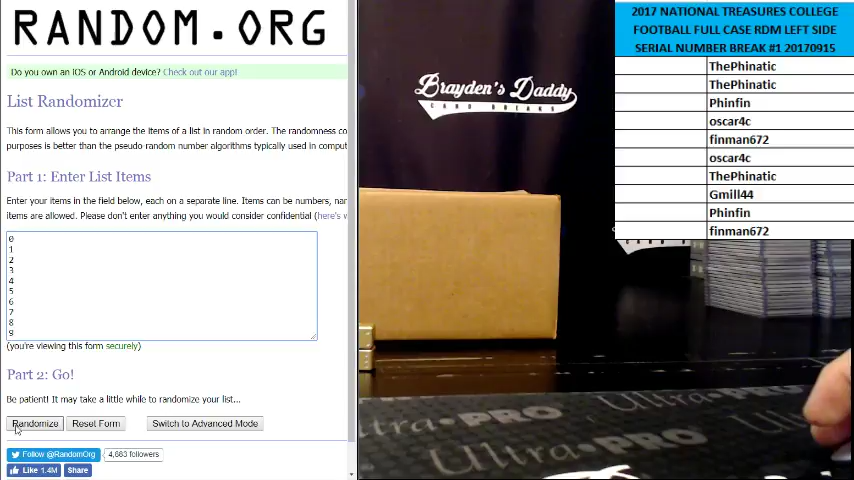 RANDOM.ORG
Do you own an iOS or Android device? Check out our app!
List Randomizer
This form allows you to arrange the items of a list in random order. The randomness co
purposes is better than the pseudo-random number algorithms typically used in comput
Part 1: Enter List Items
Enter your items in the field below, each on a separate line. Items can be numbers, nar
items are allowed. Please don't enter anything you would consider confidential (here's w
0
1
2
3
4
5
6
7
8
9
(you're viewing this form securely)
Part 2: Go!
Be patient! It may take a little while to randomize your list...
Randomize Reset Form Switch to Advanced Mode
Follow @RandomOrg 4,683 followers
Like 1.4M Share
Brayden's Daddy
CARD BREAKS
2017 NATIONAL TREASURES COLLEGE
FOOTBALL FULL CASE RDM LEFT SIDE
SERIAL NUMBER BREAK #1 20170915
ThePhinatic
ThePhinatic
Phinfin
oscar4c
finman672
oscar4c
ThePhinatic
Gmill44
Phinfin
finman672
Ultra·PRO
Ultra·PRO
Ultra·PRO